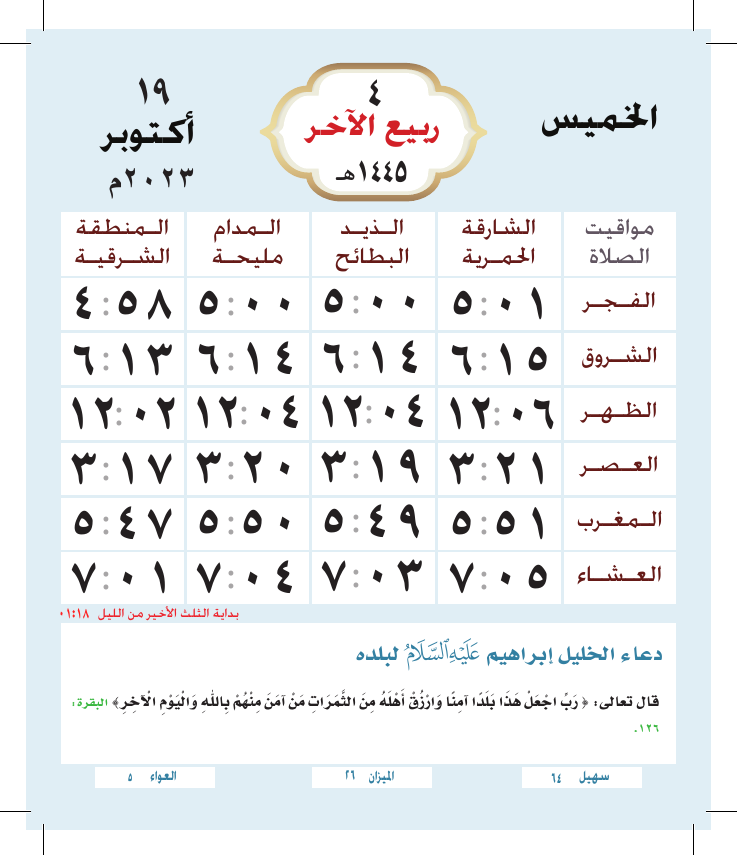 الخميس
٤
ربيع الآخر
١٤٤٥هـ
١٩
أكتوبر
٢٠٢٣م
مواقيت الصلاة | الشارقة الحمرية | الذيد البطائح | المدام مليحة | المنطقة الشرقية
الفجر ٥:٠١ ٥:٠٠ ٥:٠٠ ٤:٥٨
الشروق ٦:١٥ ٦:١٤ ٦:١٤ ٦:١٣
الظهر ١٢:٠٦ ١٢:٠٤ ١٢:٠٤ ١٢:٠٢
العصر ٣:٢١ ٣:١٩ ٣:٢٠ ٣:١٧
المغرب ٥:٥١ ٥:٤٩ ٥:٥٠ ٥:٤٧
العشاء ٧:٠٥ ٧:٠٣ ٧:٠٤ ٧:٠١
بداية الثلث الأخير من الليل ٠١:١٨
دعاء الخليل إبراهيم عَلَيْهِ السَّلَامُ لبلده
قال تعالى: ﴿ رَبِّ اجْعَلْ هَذَا بَلَدًا آمِنًا وَارْزُقْ أَهْلَهُ مِنَ الثَّمَرَاتِ مَنْ آمَنَ مِنْهُمْ بِاللهِ وَالْيَوْمِ الْآخِرِ﴾ البقرة:
١٢٦.
سهيل ٦٤
الميزان ٢٦
العواء ٥